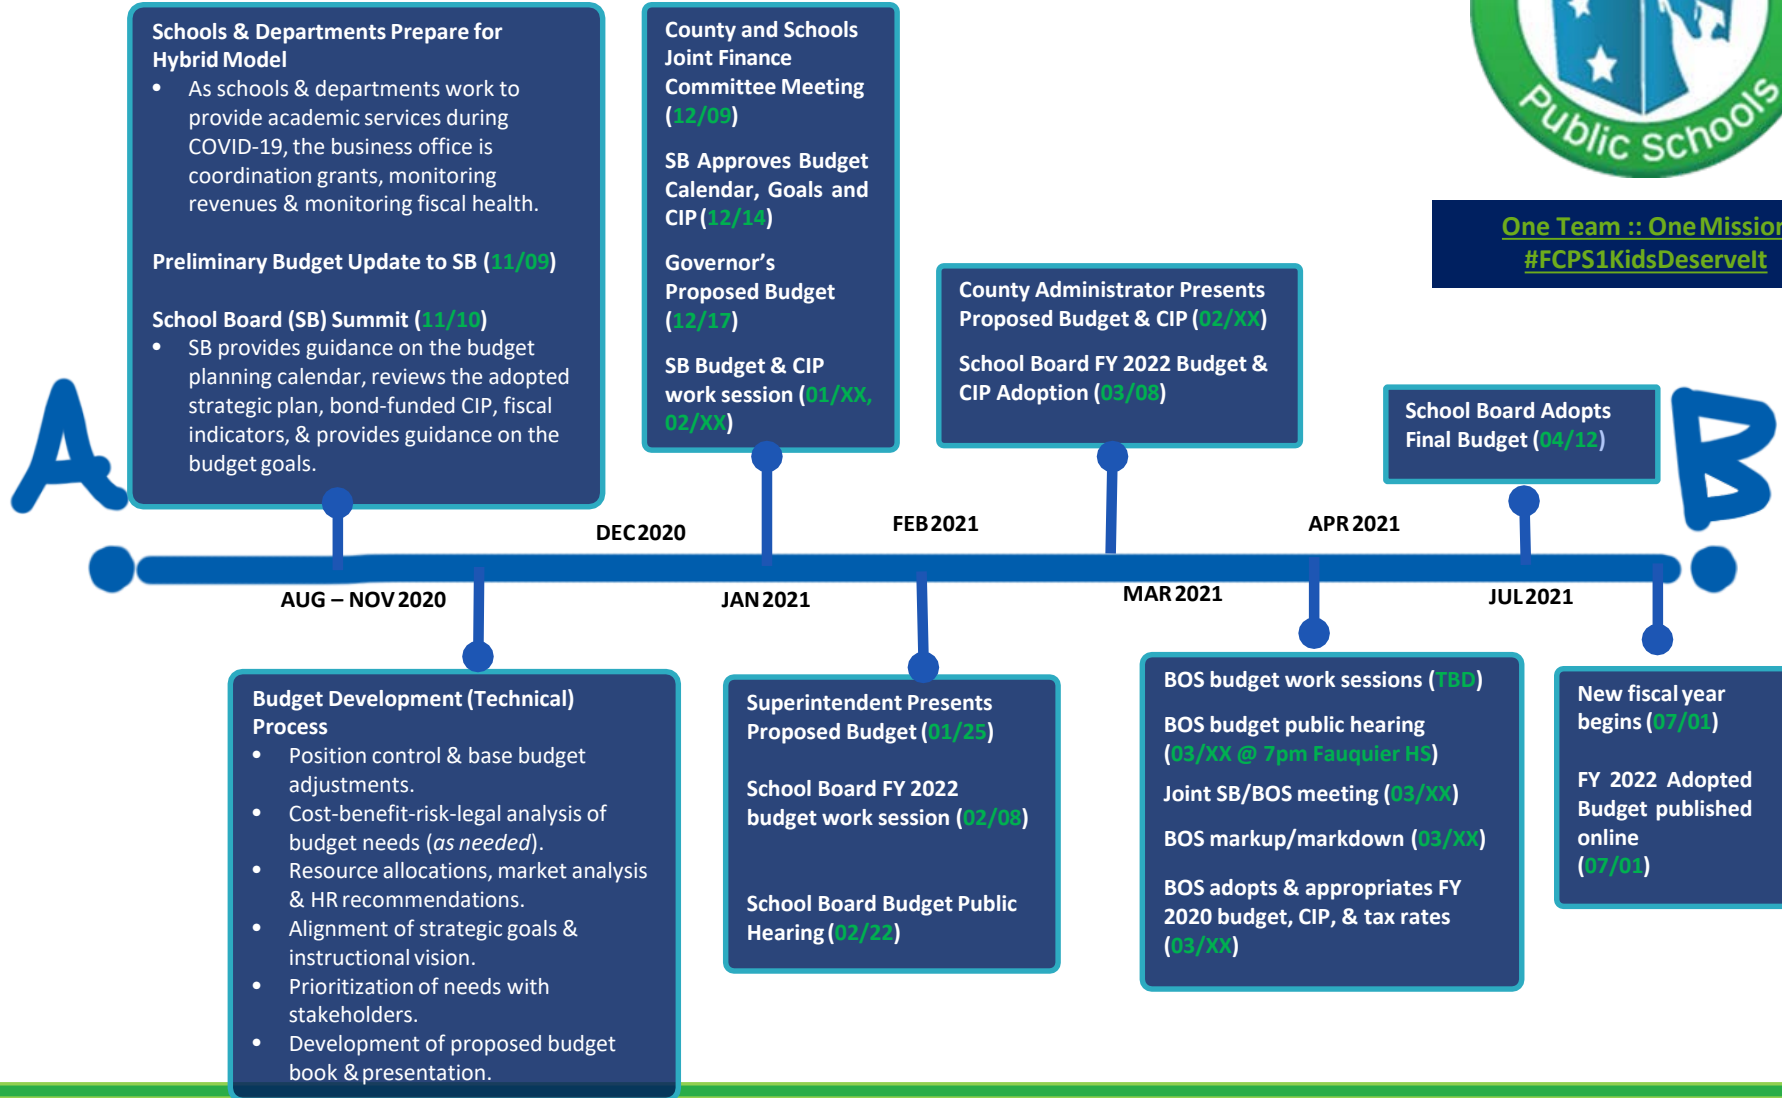 Schools & Departments Prepare for
Hybrid Model
• As schools & departments work to
provide academic services during
COVID-19, the business office is
coordination grants, monitoring
revenues & monitoring fiscal health.
Preliminary Budget Update to SB (11/09)
School Board (SB) Summit (11/10)
• SB provides guidance on the budget
planning calendar, reviews the adopted
strategic plan, bond-funded CIP, fiscal
indicators, & provides guidance on the
budget goals.
County and Schools
Joint Finance
Committee Meeting
(12/09)
SB Approves Budget
Calendar, Goals and
CIP (12/14)
Governor's
Proposed Budget
(12/17)
SB Budget & CIP
work session (01/XX,
02/XX)
Public Schools
One Team :: One Mission
#FCPS1KidsDeserveIt
County Administrator Presents
Proposed Budget & CIP (02/XX)
School Board FY 2022 Budget &
CIP Adoption (03/08)
School Board Adopts
Final Budget (04/12)
A
B
DEC 2020
FEB 2021
APR 2021
AUG – NOV 2020
JAN 2021
MAR 2021
JUL 2021
Budget Development (Technical)
Process
• Position control & base budget
adjustments.
• Cost-benefit-risk-legal analysis of
budget needs (as needed).
• Resource allocations, market analysis
& HR recommendations.
• Alignment of strategic goals &
instructional vision.
• Prioritization of needs with
stakeholders.
• Development of proposed budget
book & presentation.
Superintendent Presents
Proposed Budget (01/25)
School Board FY 2022
budget work session (02/08)
School Board Budget Public
Hearing (02/22)
BOS budget work sessions (TBD)
BOS budget public hearing
(03/XX @ 7pm Fauquier HS)
Joint SB/BOS meeting (03/XX)
BOS markup/markdown (03/XX)
BOS adopts & appropriates FY
2020 budget, CIP, & tax rates
(03/XX)
New fiscal year
begins (07/01)
FY 2022 Adopted
Budget published
online
(07/01)